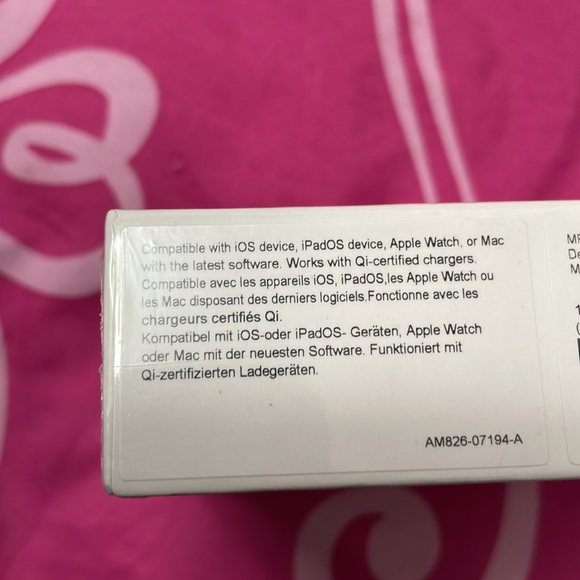 Compatible with iOS device, iPadOS device, Apple Watch, or Mac
with the latest software. Works with Qi-certified chargers.
Compatible avec les appareils iOS, iPadOS,les Apple Watch ou
les Mac disposant des derniers logiciels.Fonctionne avec les
chargeurs certifiés Qi.
Kompatibel mit iOS-oder iPadOS- Geräten, Apple Watch
oder Mac mit der neuesten Software. Funktioniert mit
Qi-zertifizierten Ladegeräten.
AM826-07194-A